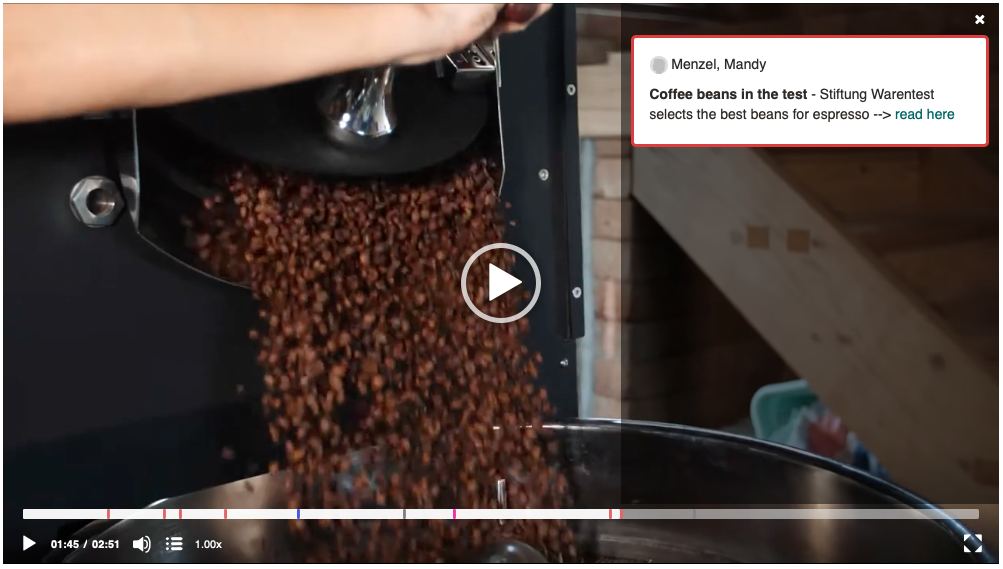 Menzel, Mandy
Coffee beans in the test - Stiftung Warentest
selects the best beans for espresso --> read here
01:45 / 02:51
1.00x